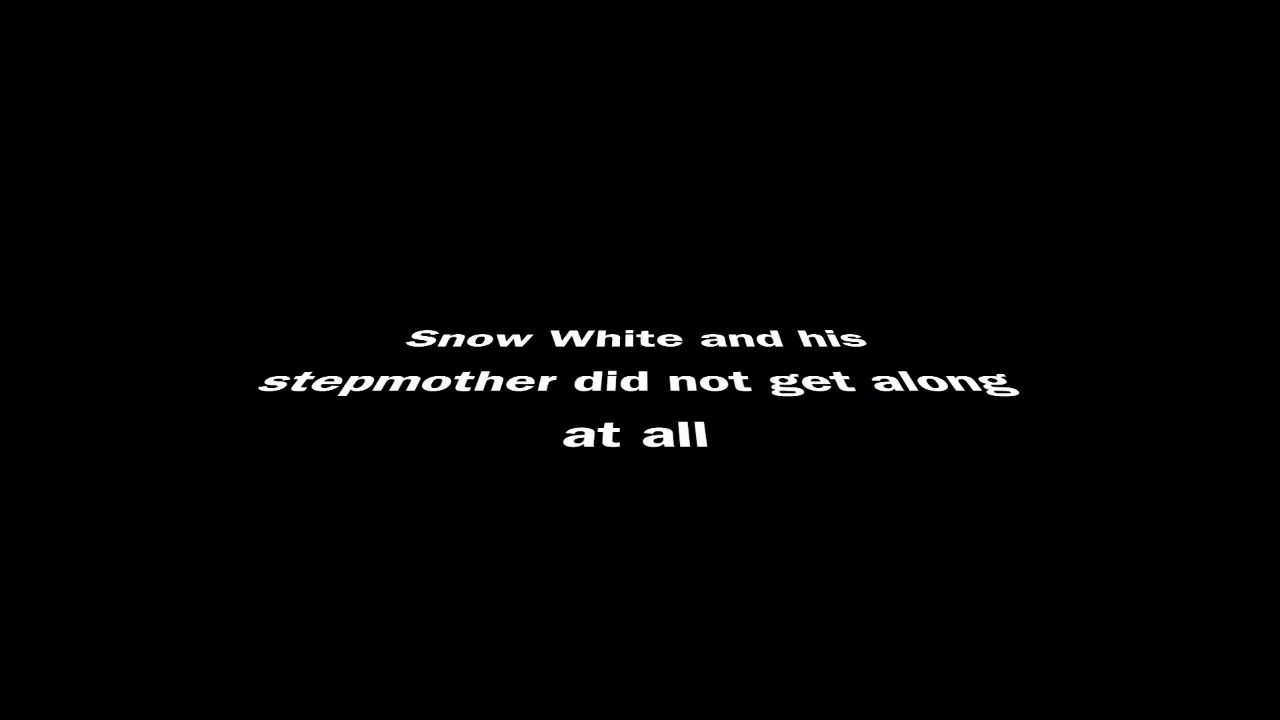 Snow White and his
stepmother did not get along
at all